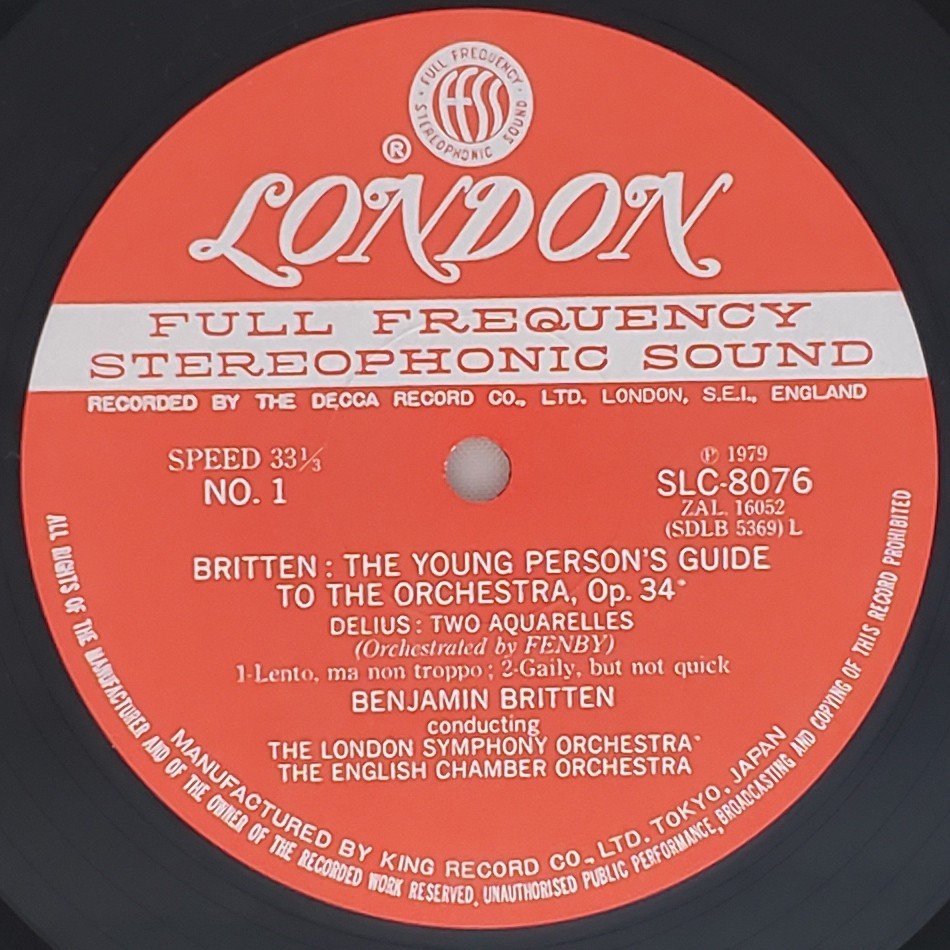 FULL FREQUENCY
STEREOPHONIC SOUND
FFSS
®
LONDON
FULL FREQUENCY
STEREOPHONIC SOUND
RECORDED BY THE DECCA RECORD CO., LTD. LONDON, S.E.I., ENGLAND
SPEED 33⅓
NO. 1
℗ 1979
SLC-8076
ZAL. 16052
(SDLB 5369) L
BRITTEN : THE YOUNG PERSON'S GUIDE
TO THE ORCHESTRA, Op. 34*
DELIUS : TWO AQUARELLES
(Orchestrated by FENBY)
1-Lento, ma non troppo ; 2-Gaily, but not quick
BENJAMIN BRITTEN
conducting
THE LONDON SYMPHONY ORCHESTRA*
THE ENGLISH CHAMBER ORCHESTRA
MANUFACTURED BY KING RECORD CO., LTD. TOKYO, JAPAN
ALL RIGHTS OF THE MANUFACTURER AND OF THE OWNER OF THE RECORDED WORK RESERVED, UNAUTHORISED PUBLIC PERFORMANCE, BROADCASTING AND COPYING OF THIS RECORD PROHIBITED